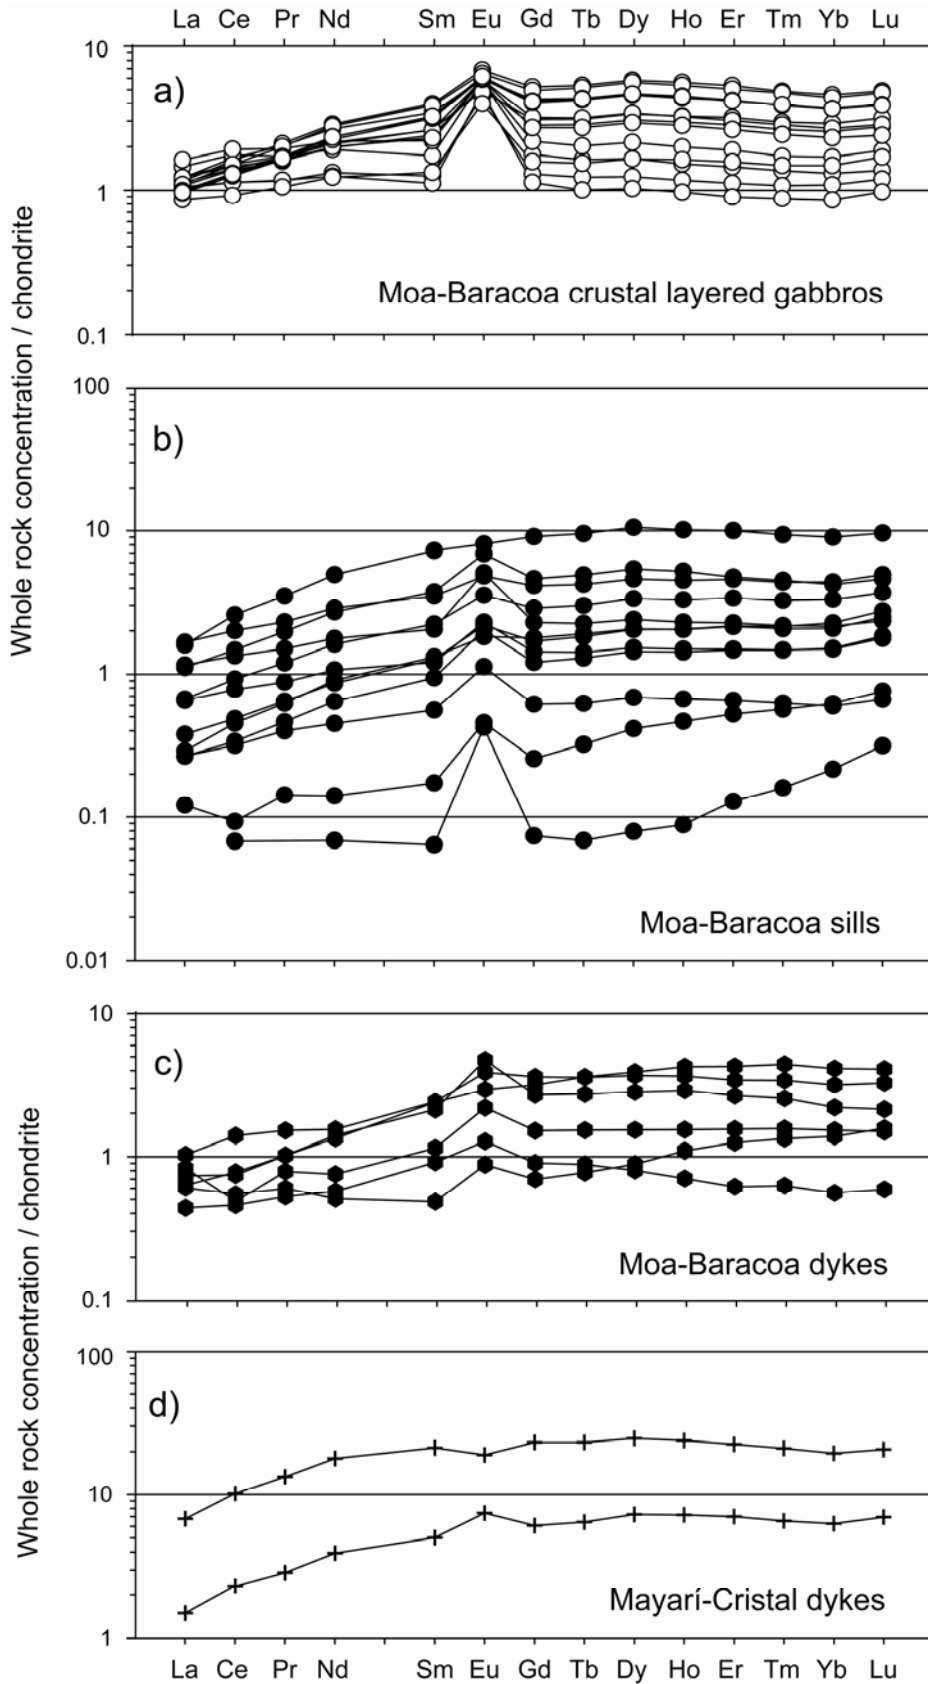 La Ce Pr Nd Sm Eu Gd Tb Dy Ho Er Tm Yb Lu
10
a)
1
Moa-Baracoa crustal layered gabbros
0.1
Whole rock concentration / chondrite
100
b)
10
1
0.1
Moa-Baracoa sills
0.01
10
c)
1
Moa-Baracoa dykes
0.1
Whole rock concentration / chondrite
100
d)
10
Mayarí-Cristal dykes
1
La Ce Pr Nd Sm Eu Gd Tb Dy Ho Er Tm Yb Lu